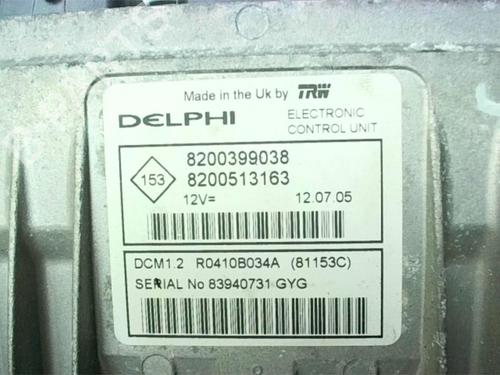 Made in the Uk by TRW
DELPHI ELECTRONIC
CONTROL UNIT
153 8200399038
8200513163
12V= 12.07.05
DCM1.2 R0410B034A (81153C)
SERIAL No 83940731 GYG